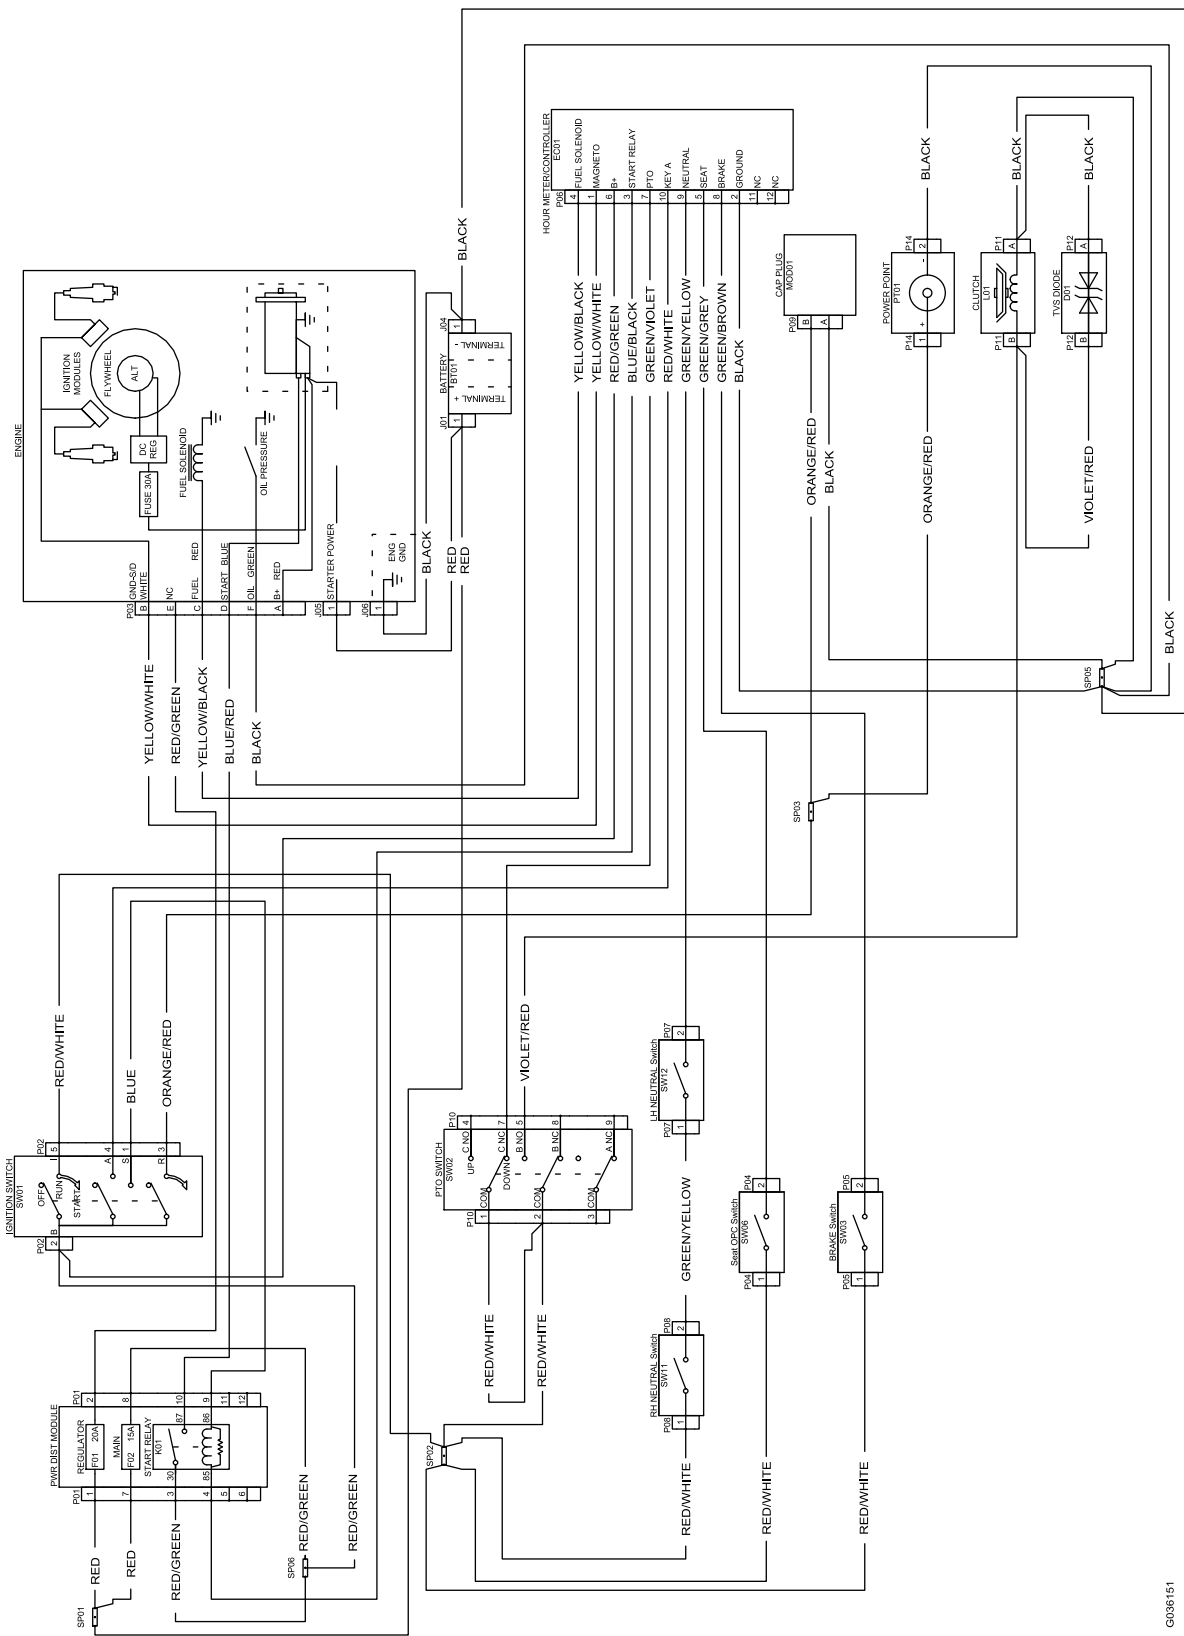 ENGINE
IGNITION
MODULES
FLYWHEEL
ALT
DC
REG
FUSE 30A
FUEL SOLENOID
OIL PRESSURE
P03
GND-S/D
B WHITE
E NC
C FUEL RED
D START BLUE
F OIL GREEN
A B+ RED
J05
1 STARTER POWER
J06
1
ENG
GND
YELLOW/WHITE
RED/GREEN
YELLOW/BLACK
BLUE/RED
BLACK
BLACK
RED
RED
BATTERY
BT01
J04
1
TERMINAL -
TERMINAL +
J01
1
BLACK
HOUR METER/CONTROLLER
EC01
P06
4 FUEL SOLENOID
1 MAGNETO
6 B+
3 START RELAY
7 PTO
10 KEY A
9 NEUTRAL
5 SEAT
8 BRAKE
2 GROUND
11 NC
12 NC
YELLOW/BLACK
YELLOW/WHITE
RED/GREEN
BLUE/BLACK
GREEN/VIOLET
RED/WHITE
GREEN/YELLOW
GREEN/GREY
GREEN/BROWN
BLACK
CAP PLUG
MOD01
P09
B
A
ORANGE/RED
BLACK
POWER POINT
PT01
P14
2
-
+
P14
1
BLACK
ORANGE/RED
CLUTCH
L01
P11
A
P11
B
BLACK
TVS DIODE
D01
P12
A
P12
B
BLACK
VIOLET/RED
BLACK
SP05
SP03
IGNITION SWITCH
SW01
OFF
RUN
START
P02
I 5
A 4
S 1
R 3
B
2
P02
RED/WHITE
BLUE
ORANGE/RED
PTO SWITCH
SW02
P10
C NO 4
C NC 7
B NO 5
B NC 8
A NC 9
UP
DOWN
COM
COM
COM
P10
1
2
3
VIOLET/RED
RED/WHITE
RED/WHITE
LH NEUTRAL Switch
SW12
P07
2
P07
1
GREEN/YELLOW
RH NEUTRAL Switch
SW11
P08
2
P08
1
RED/WHITE
Seat OPC Switch
SW06
P04
2
P04
1
RED/WHITE
BRAKE Switch
SW03
P05
2
P05
1
RED/WHITE
SP02
PWR DIST MODULE
P01
2
8
10
9
11
12
REGULATOR
F01 20A
MAIN
F02 15A
START RELAY
K01
87
86
30
85
P01
1
7
3
4
5
6
RED
RED
RED/GREEN
RED/GREEN
RED/GREEN
SP01
SP06
G036151